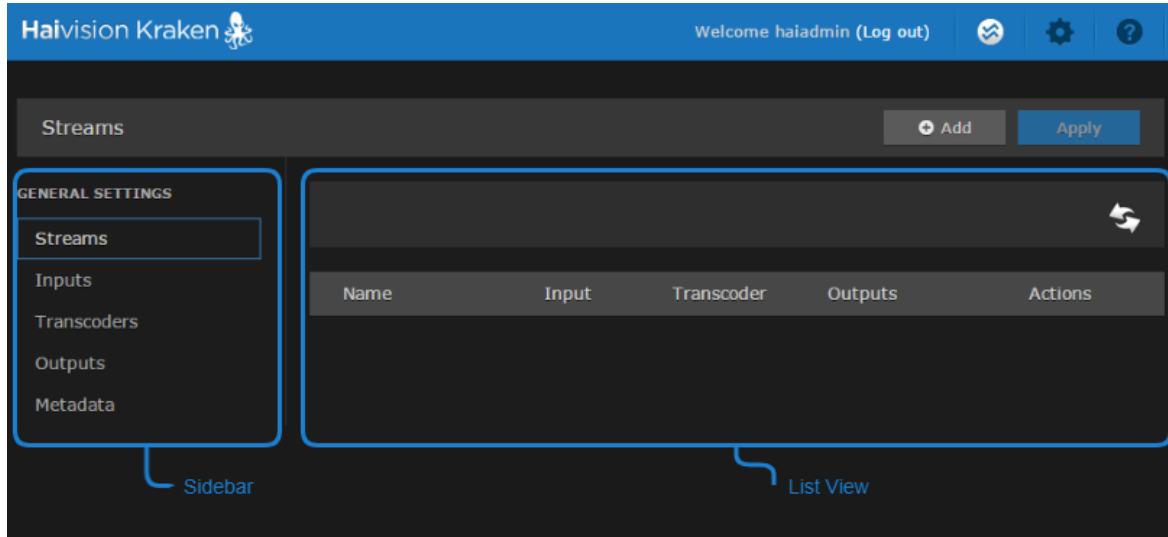 Haivision Kraken
Welcome haiadmin (Log out)
Streams
Add
Apply
GENERAL SETTINGS
Streams
Inputs
Transcoders
Outputs
Metadata
Name Input Transcoder Outputs Actions
Sidebar
List View